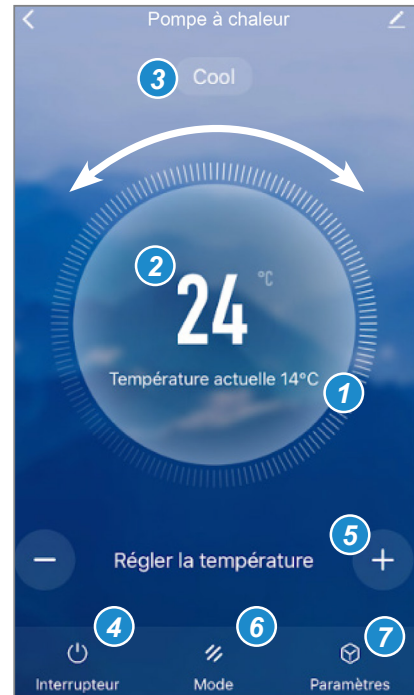 Pompe à chaleur
3 Cool
2 24 °C
Température actuelle 14°C
1
5
− Régler la température +
4 6 7
Interrupteur Mode Paramètres